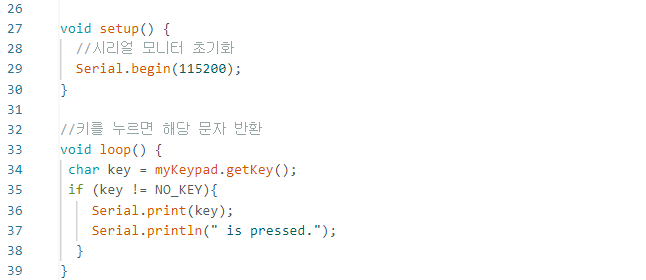 26
27 void setup() {
28 //시리얼 모니터 초기화
29 Serial.begin(115200);
30 }
31
32 //키를 누르면 해당 문자 반환
33 void loop() {
34 char key = myKeypad.getKey();
35 if (key != NO_KEY){
36 Serial.print(key);
37 Serial.println(" is pressed.");
38 }
39 }